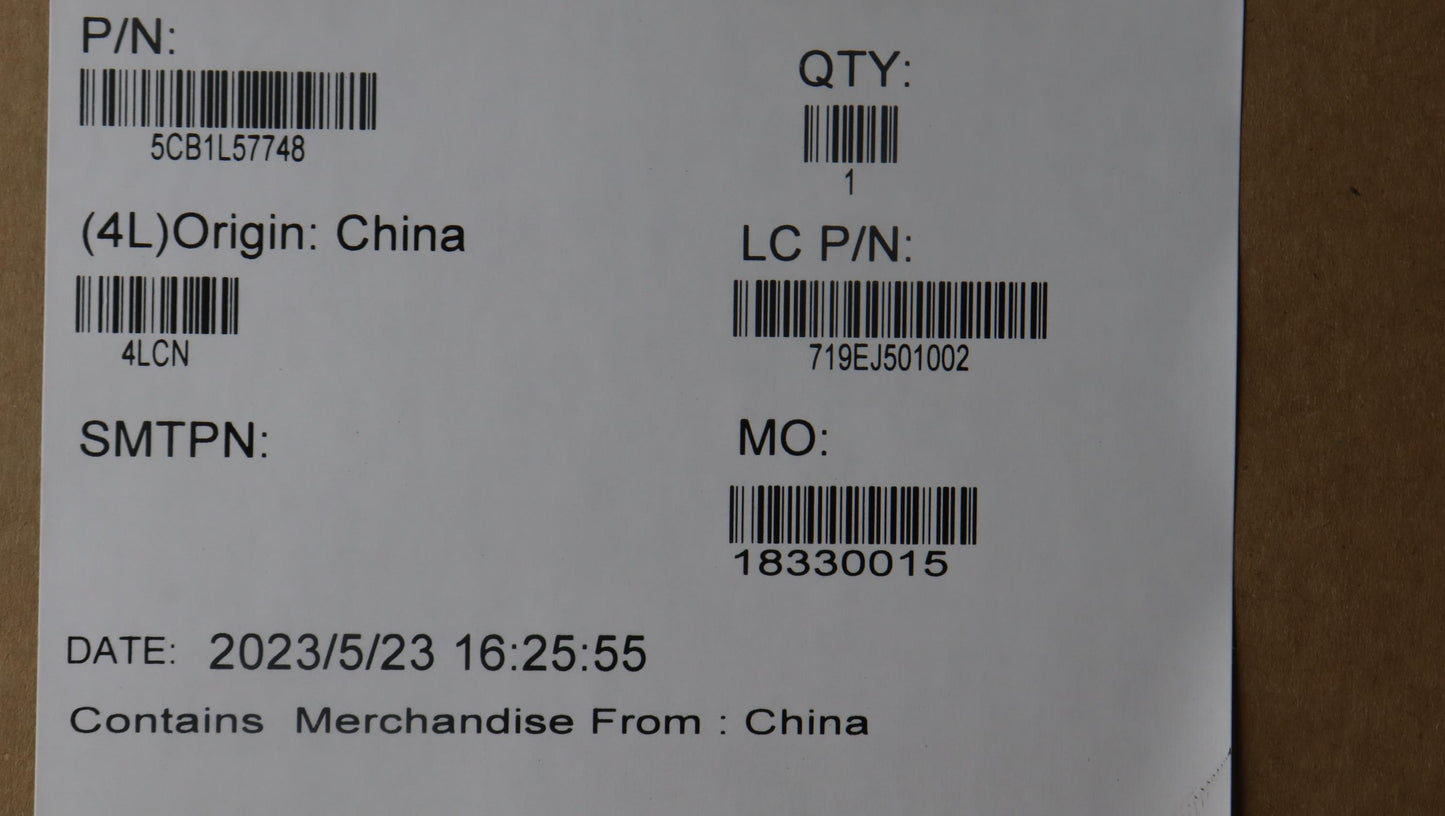 P/N:
5CB1L57748
QTY:
1
(4L)Origin: China
4LCN
LC P/N:
719EJ501002
SMTPN:
MO:
18330015
DATE: 2023/5/23 16:25:55
Contains Merchandise From : China